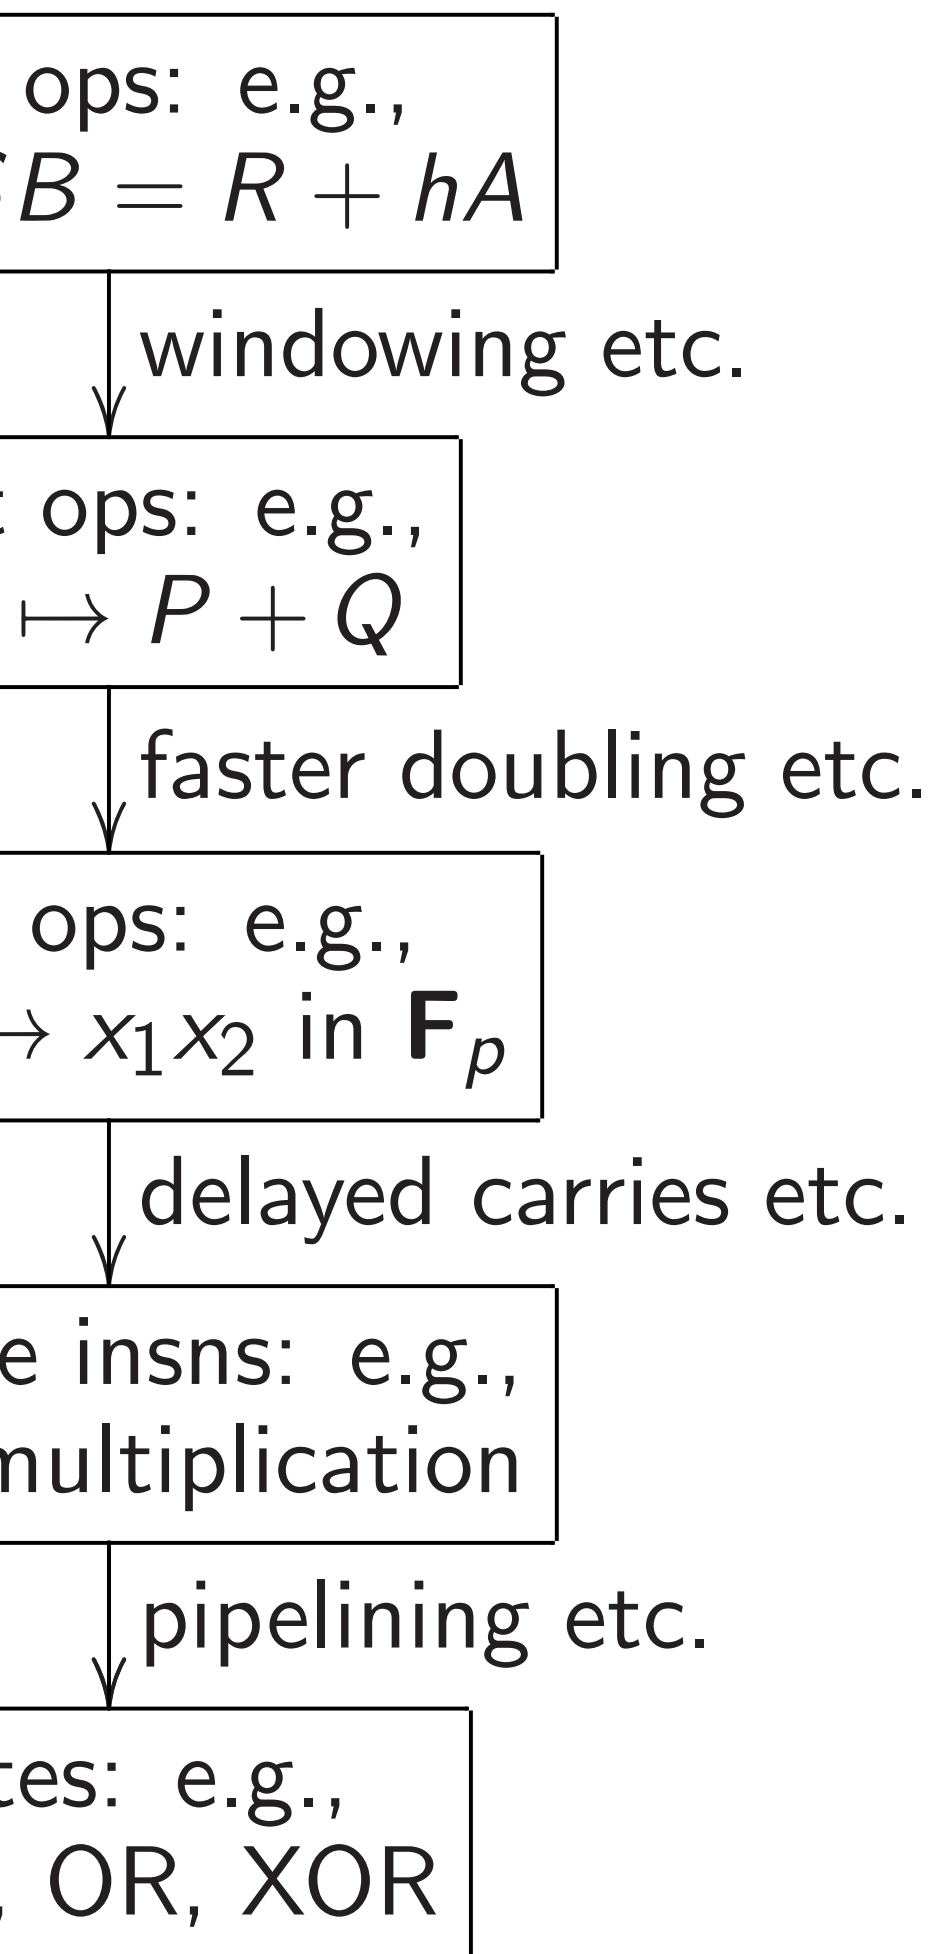 ops: e.g.,
B = R + hA
windowing etc.
ops: e.g.,
↦ P + Q
faster doubling etc.
ops: e.g.,
→ x₁x₂ in 𝐅ₚ
delayed carries etc.
e insns: e.g.,
multiplication
pipelining etc.
tes: e.g.,
, OR, XOR